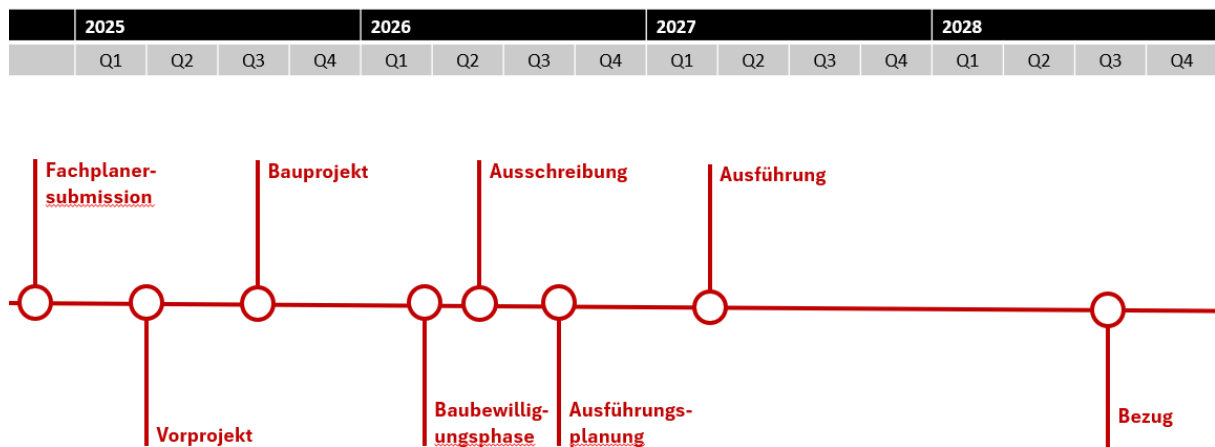 2025 2026 2027 2028
Q1 Q2 Q3 Q4 Q1 Q2 Q3 Q4 Q1 Q2 Q3 Q4 Q1 Q2 Q3 Q4
Fachplaner-
submission
Bauprojekt
Ausschreibung
Ausführung
Vorprojekt
Baubewillig-
ungsphase
Ausführungs-
planung
Bezug